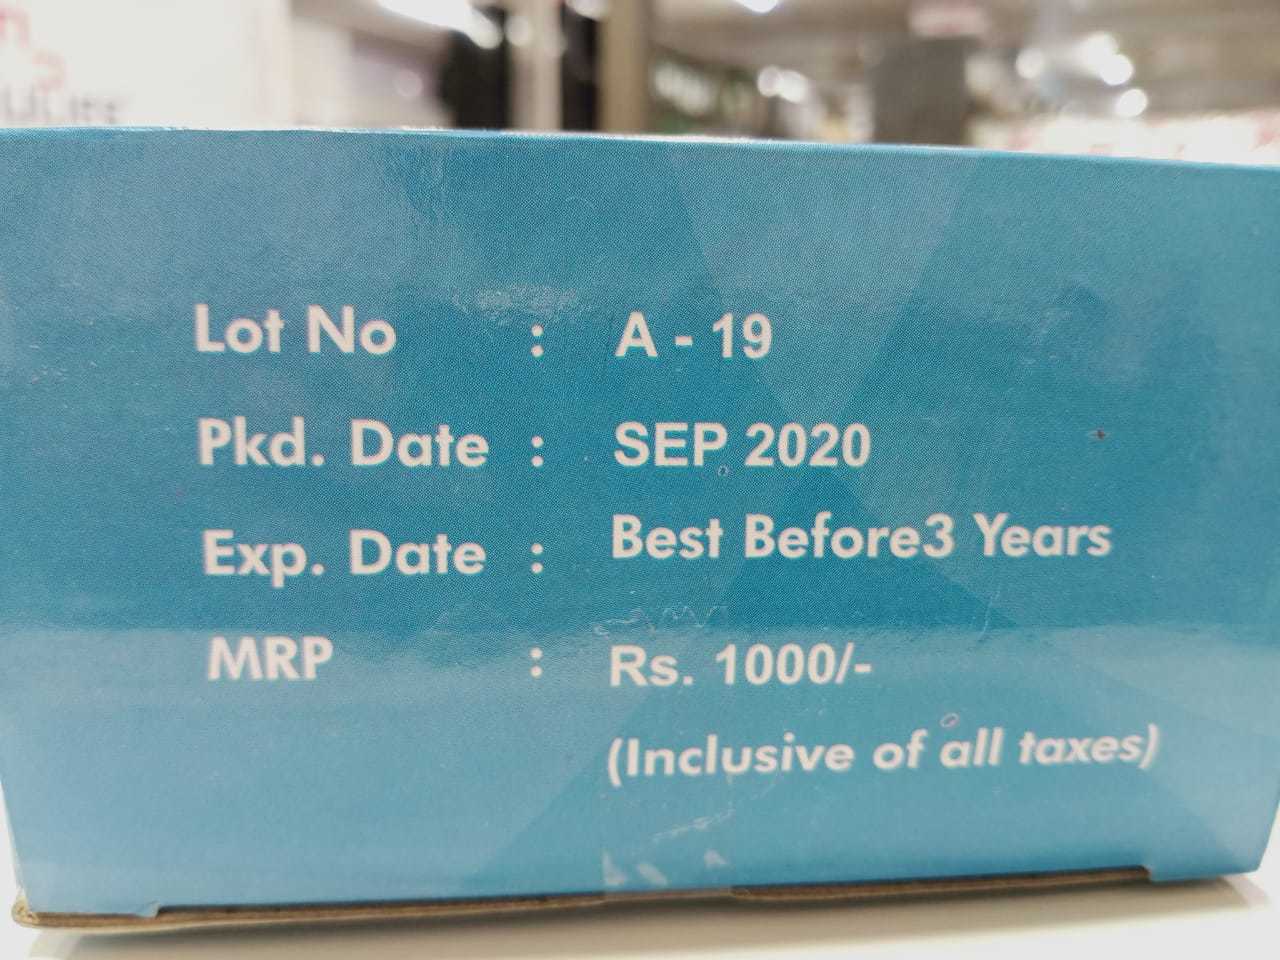 Lot No : A - 19
Pkd. Date : SEP 2020
Exp. Date : Best Before3 Years
MRP : Rs. 1000/-
(Inclusive of all taxes)